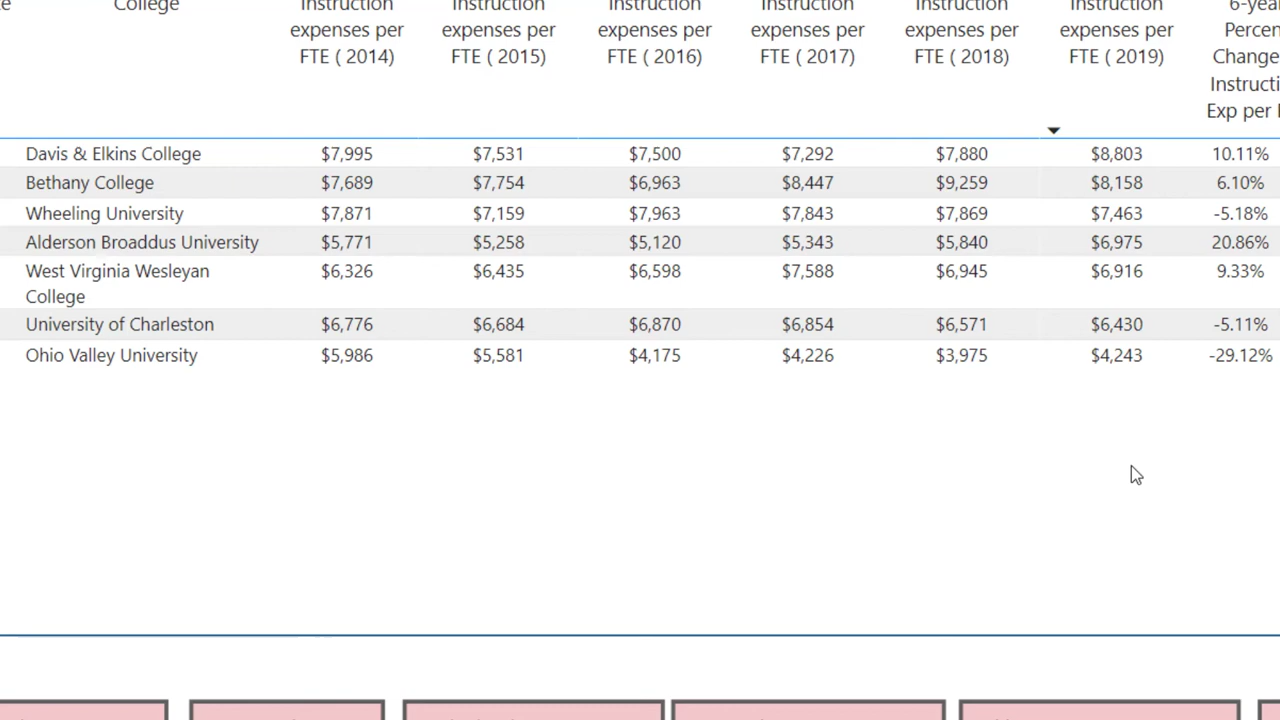 College Instruction Instruction Instruction Instruction Instruction Instruction
expenses per expenses per expenses per expenses per expenses per expenses per
FTE ( 2014) FTE ( 2015) FTE ( 2016) FTE ( 2017) FTE ( 2018) FTE ( 2019) Change
Exp per
Davis & Elkins College $7,995 $7,531 $7,500 $7,292 $7,880 $8,803 10.11%
Bethany College $7,689 $7,754 $6,963 $8,447 $9,259 $8,158 6.10%
Wheeling University $7,871 $7,159 $7,963 $7,843 $7,869 $7,463 -5.18%
Alderson Broaddus University $5,771 $5,258 $5,120 $5,343 $5,840 $6,975 20.86%
West Virginia Wesleyan $6,326 $6,435 $6,598 $7,588 $6,945 $6,916 9.33%
College
University of Charleston $6,776 $6,684 $6,870 $6,854 $6,571 $6,430 -5.11%
Ohio Valley University $5,986 $5,581 $4,175 $4,226 $3,975 $4,243 -29.12%